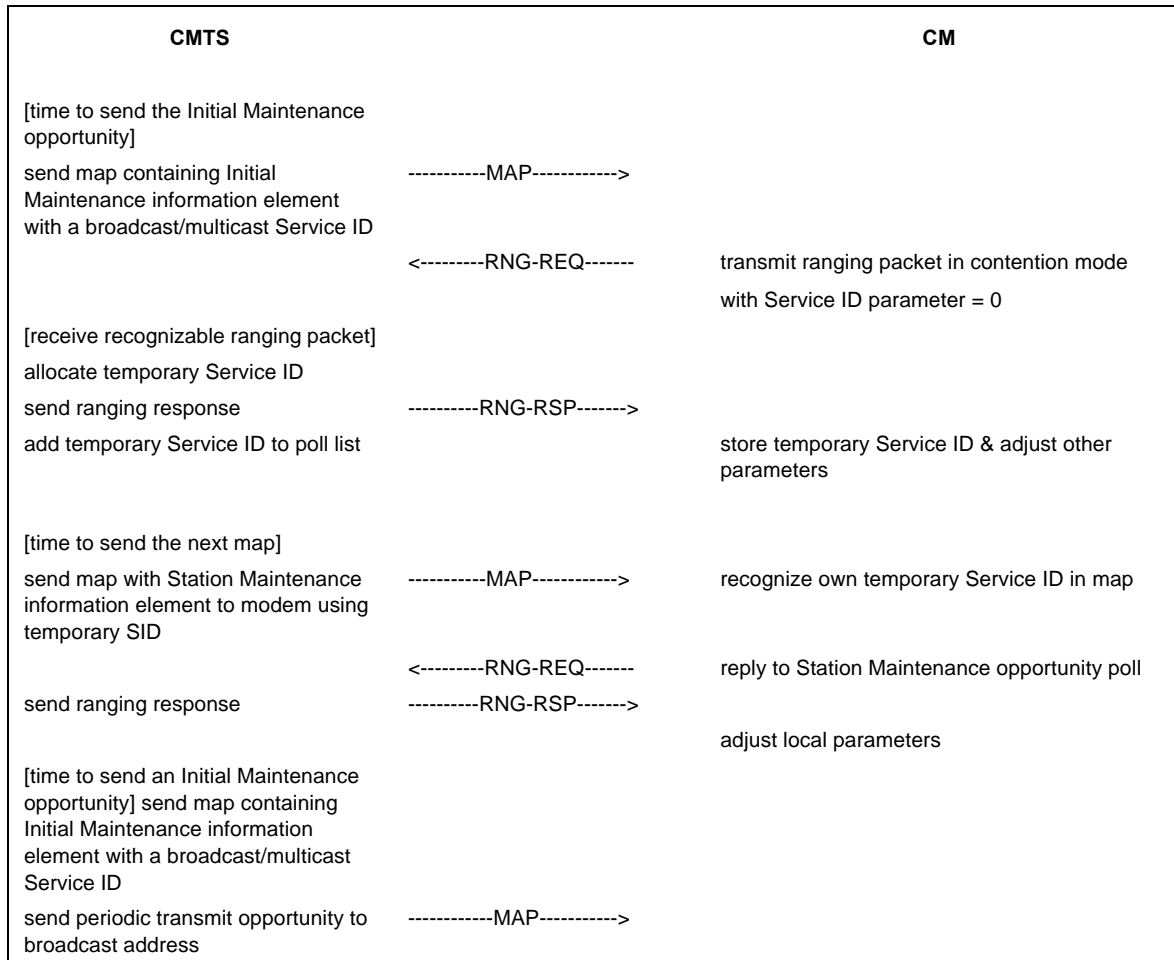 CMTS CM
[time to send the Initial Maintenance
opportunity]
send map containing Initial -----------MAP------------>
Maintenance information element
with a broadcast/multicast Service ID
<---------RNG-REQ------- transmit ranging packet in contention mode
with Service ID parameter = 0
[receive recognizable ranging packet]
allocate temporary Service ID
send ranging response ----------RNG-RSP------->
add temporary Service ID to poll list store temporary Service ID & adjust other
parameters
[time to send the next map]
send map with Station Maintenance -----------MAP------------> recognize own temporary Service ID in map
information element to modem using
temporary SID
<---------RNG-REQ------- reply to Station Maintenance opportunity poll
send ranging response ----------RNG-RSP------->
adjust local parameters
[time to send an Initial Maintenance
opportunity] send map containing
Initial Maintenance information
element with a broadcast/multicast
Service ID
send periodic transmit opportunity to ------------MAP----------->
broadcast address